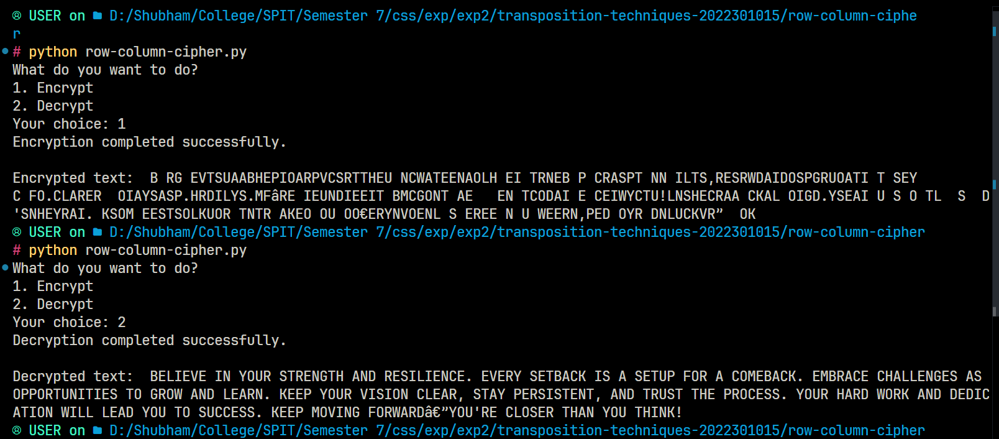 USER on D:/Shubham/College/SPIT/Semester 7/css/exp/exp2/transposition-techniques-2022301015/row-column-ciphe
r
# python row-column-cipher.py
What do you want to do?
1. Encrypt
2. Decrypt
Your choice: 1
Encryption completed successfully.
Encrypted text:  B RG EVTSUAABHEPIOARPVCSRTTHEU NCWATEENAOLH EI TRNEB P CRASPT NN ILTS,RESRWDAIDOSPGRUOATI T SEY
C FO.CLARER  OIAYSASP.HRDILYS.MFâRE IEUNDIEEIT BMCGONT AE   EN TCODAI E CEIWYCTU!LNSHECRAA CKAL OIGD.YSEAI U S O TL  S  D
'SNHEYRAI. KSOM EESTSOLKUOR TNTR AKEO OU OO€ERYNVOENL S EREE N U WEERN,PED OYR DNLUCKVR”  OK
USER on D:/Shubham/College/SPIT/Semester 7/css/exp/exp2/transposition-techniques-2022301015/row-column-cipher
# python row-column-cipher.py
What do you want to do?
1. Encrypt
2. Decrypt
Your choice: 2
Decryption completed successfully.
Decrypted text:  BELIEVE IN YOUR STRENGTH AND RESILIENCE. EVERY SETBACK IS A SETUP FOR A COMEBACK. EMBRACE CHALLENGES AS
OPPORTUNITIES TO GROW AND LEARN. KEEP YOUR VISION CLEAR, STAY PERSISTENT, AND TRUST THE PROCESS. YOUR HARD WORK AND DEDIC
ATION WILL LEAD YOU TO SUCCESS. KEEP MOVING FORWARDâ€”YOU'RE CLOSER THAN YOU THINK!
USER on D:/Shubham/College/SPIT/Semester 7/css/exp/exp2/transposition-techniques-2022301015/row-column-cipher